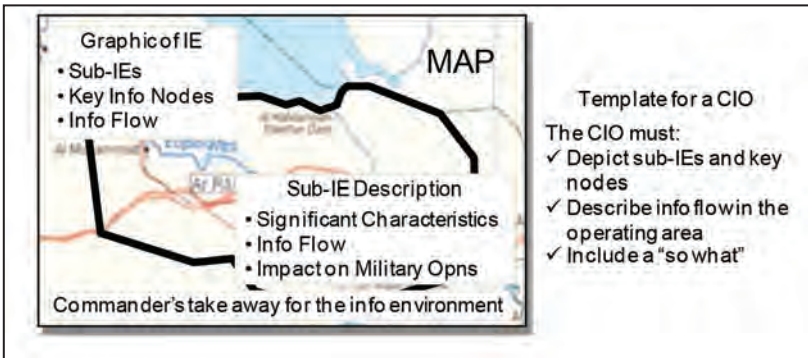 Graphic of IE
• Sub-IEs
• Key Info Nodes
• Info Flow
MAP
Sub-IE Description
• Significant Characteristics
• Info Flow
• Impact on Military Opns
Commander's take away for the info environment
Template for a CIO
The CIO must:
✓ Depict sub-IEs and key
nodes
✓ Describe info flow in the
operating area
✓ Include a "so what"